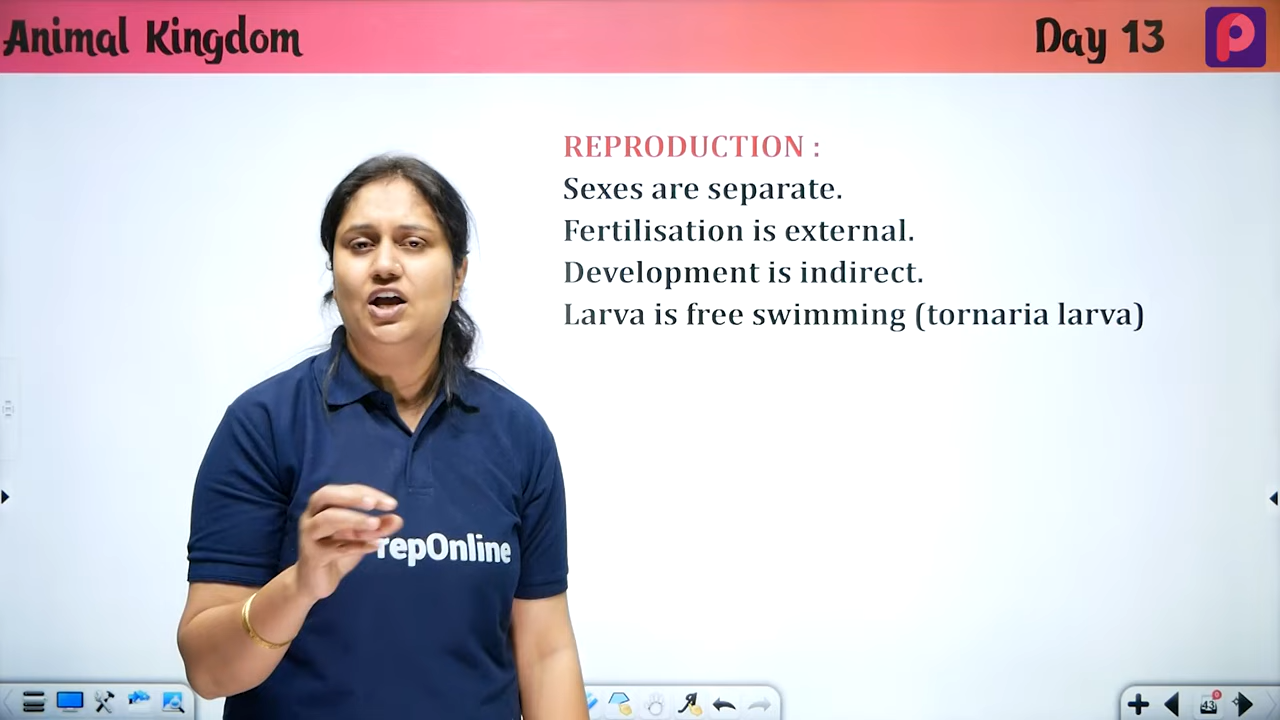 Animal Kingdom
Day 13
REPRODUCTION :
Sexes are separate.
Fertilisation is external.
Development is indirect.
Larva is free swimming (tornaria larva)
repOnline
43